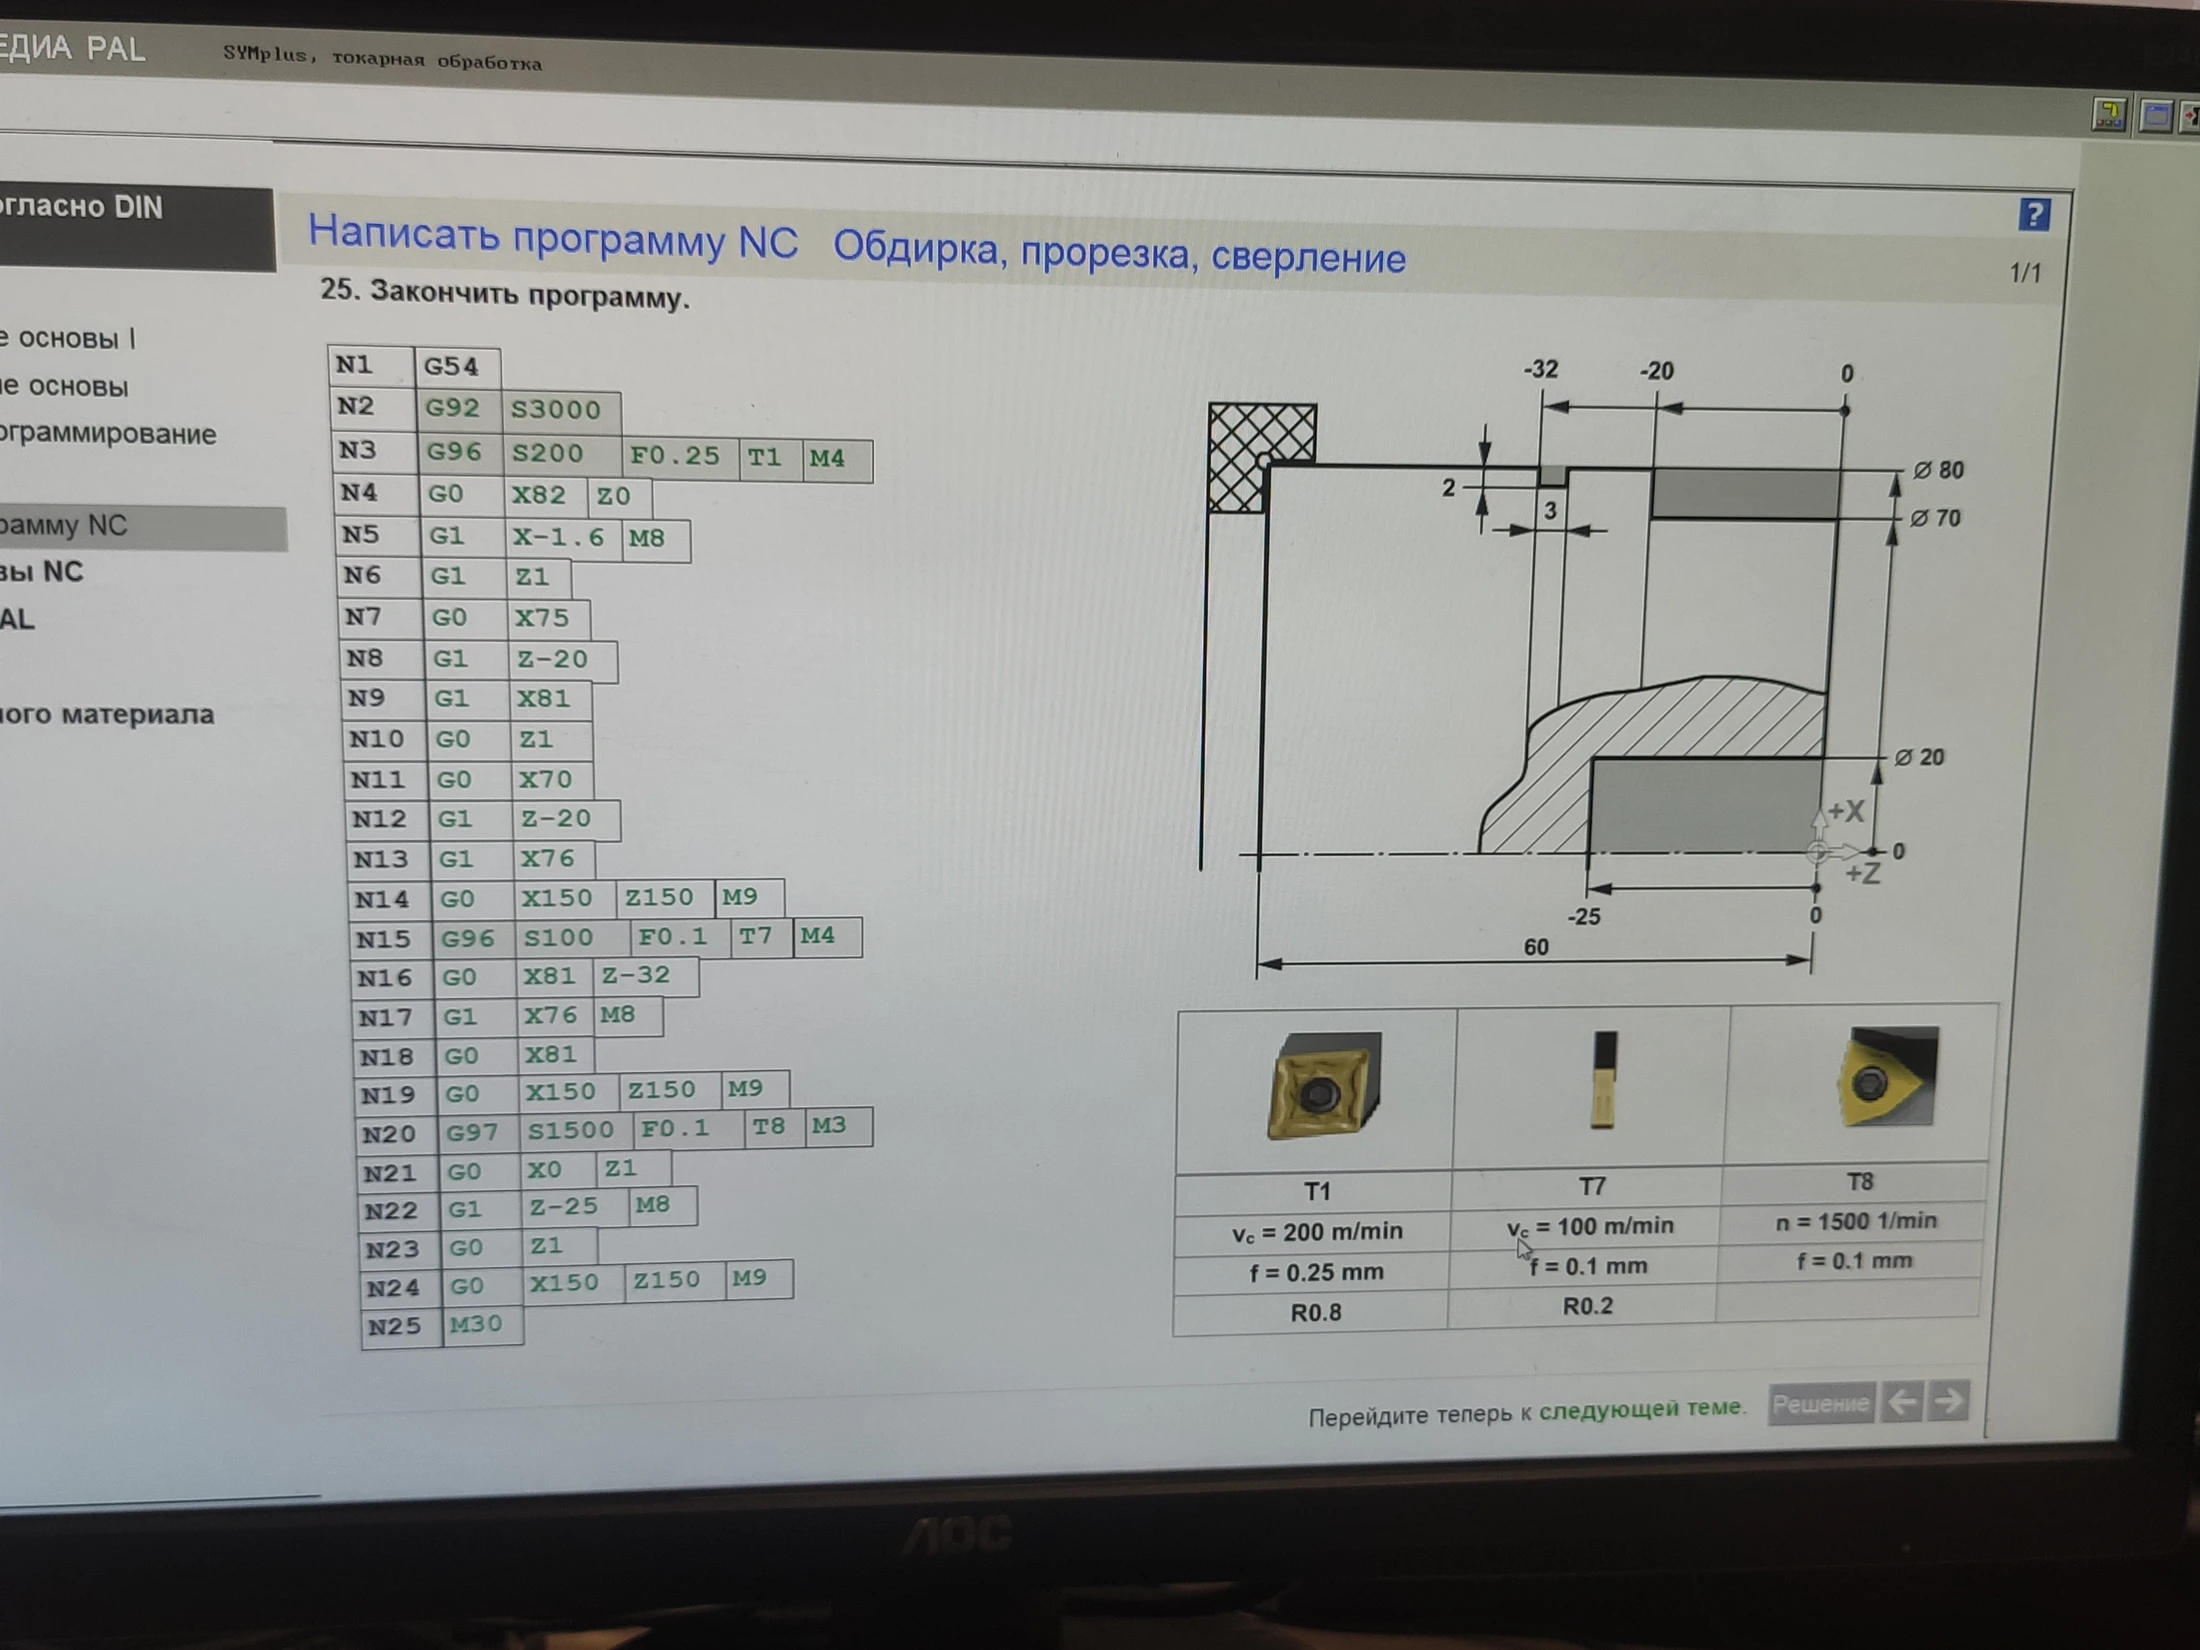 ЕДИА PAL
SYMplus, токарная обработка
огласно DIN
Написать программу NC Обдирка, прорезка, сверление
?
1/1
25. Закончить программу.
е основы I
ие основы
ограммирование
рамму NC
вы NC
AL
ного материала
N1 G54
N2 G92 S3000
N3 G96 S200 F0.25 T1 M4
N4 G0 X82 Z0
N5 G1 X-1.6 M8
N6 G1 Z1
N7 G0 X75
N8 G1 Z-20
N9 G1 X81
N10 G0 Z1
N11 G0 X70
N12 G1 Z-20
N13 G1 X76
N14 G0 X150 Z150 M9
N15 G96 S100 F0.1 T7 M4
N16 G0 X81 Z-32
N17 G1 X76 M8
N18 G0 X81
N19 G0 X150 Z150 M9
N20 G97 S1500 F0.1 T8 M3
N21 G0 X0 Z1
N22 G1 Z-25 M8
N23 G0 Z1
N24 G0 X150 Z150 M9
N25 M30
-32 -20 0
Ø 80
2
3
Ø 70
Ø 20
+X
0
+Z
-25 0
60
T1 T7 T8
vc = 200 m/min vc = 100 m/min n = 1500 1/min
f = 0.25 mm f = 0.1 mm f = 0.1 mm
R0.8 R0.2
Перейдите теперь к следующей теме. Решение
AOC